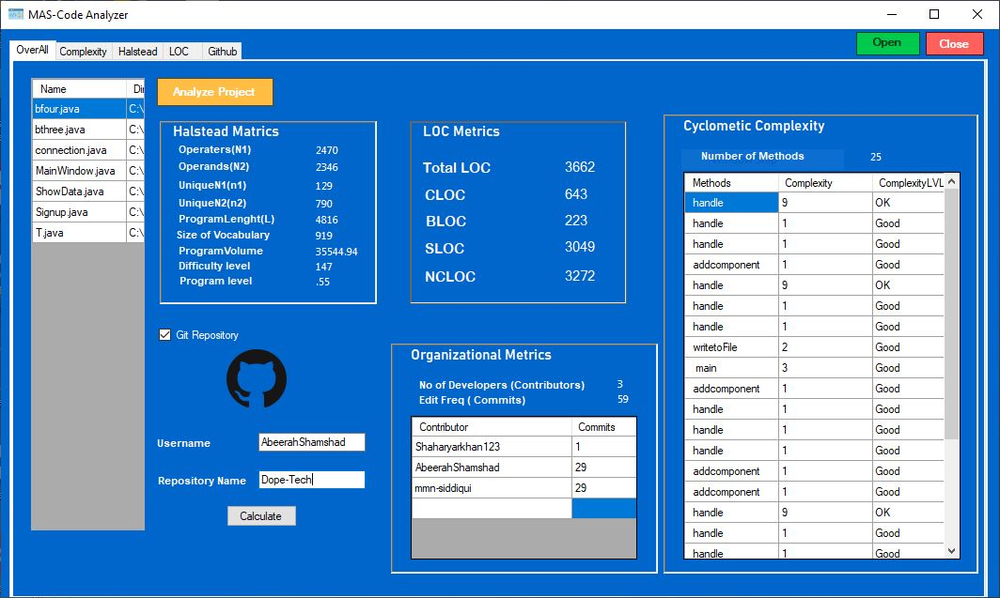 MAS-Code Analyzer
OverAll Complexity Halstead LOC Github
Open Close
Name Dir
bfour.java C:\
bthree.java C:\
connection.java C:\
MainWindow.java C:\
ShowData.java C:\
Signup.java C:\
T.java C:\
Analyze Project
Halstead Matrics
Operaters(N1) 2470
Operands(N2) 2346
UniqueN1(n1) 129
UniqueN2(n2) 790
ProgramLenght(L) 4816
Size of Vocabulary 919
ProgramVolume 35544.94
Difficulty level 147
Program level .55
LOC Metrics
Total LOC 3662
CLOC 643
BLOC 223
SLOC 3049
NCLOC 3272
Git Repository
Username AbeerahShamshad
Repository Name Dope-Tech
Calculate
Organizational Metrics
No of Developers (Contributors) 3
Edit Freq ( Commits) 59
Contributor Commits
Shaharyarkhan123 1
AbeerahShamshad 29
mmn-siddiqui 29
Cyclometic Complexity
Number of Methods 25
Methods Complexity ComplexityLVL
handle 9 OK
handle 1 Good
handle 1 Good
addcomponent 1 Good
handle 9 OK
handle 1 Good
handle 1 Good
writetoFile 2 Good
main 3 Good
addcomponent 1 Good
handle 1 Good
handle 1 Good
handle 1 Good
addcomponent 1 Good
addcomponent 1 Good
handle 9 OK
handle 1 Good
handle 1 Good